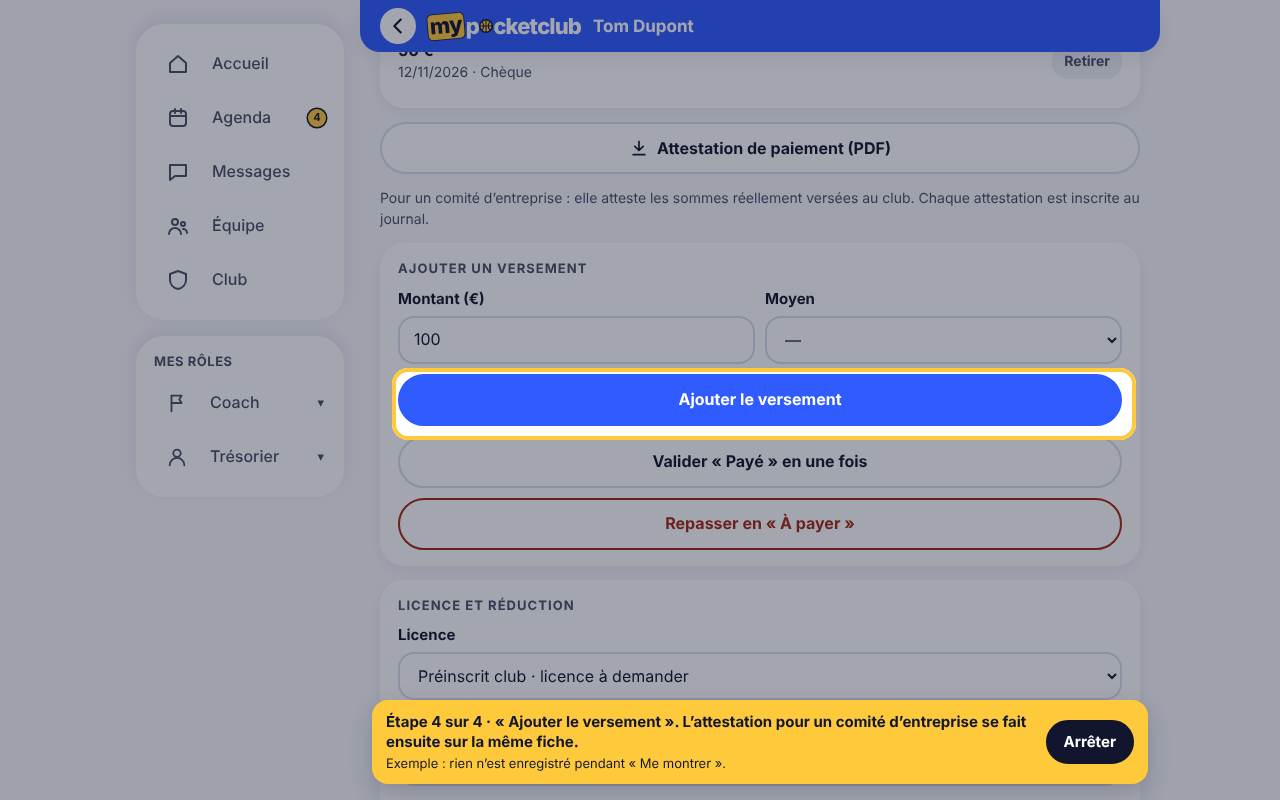 Accueil
Agenda
4
Messages
Équipe
Club
MES RÔLES
Coach
Trésorier
mypocketclub
Tom Dupont
12/11/2026 · Chèque
Retirer
Attestation de paiement (PDF)
Pour un comité d’entreprise : elle atteste les sommes réellement versées au club. Chaque attestation est inscrite au
journal.
AJOUTER UN VERSEMENT
Montant (€)
Moyen
100
—
Ajouter le versement
Valider « Payé » en une fois
Repasser en « À payer »
LICENCE ET RÉDUCTION
Licence
Préinscrit club · licence à demander
Étape 4 sur 4 · « Ajouter le versement ». L’attestation pour un comité d’entreprise se fait
ensuite sur la même fiche.
Exemple : rien n’est enregistré pendant « Me montrer ».
Arrêter